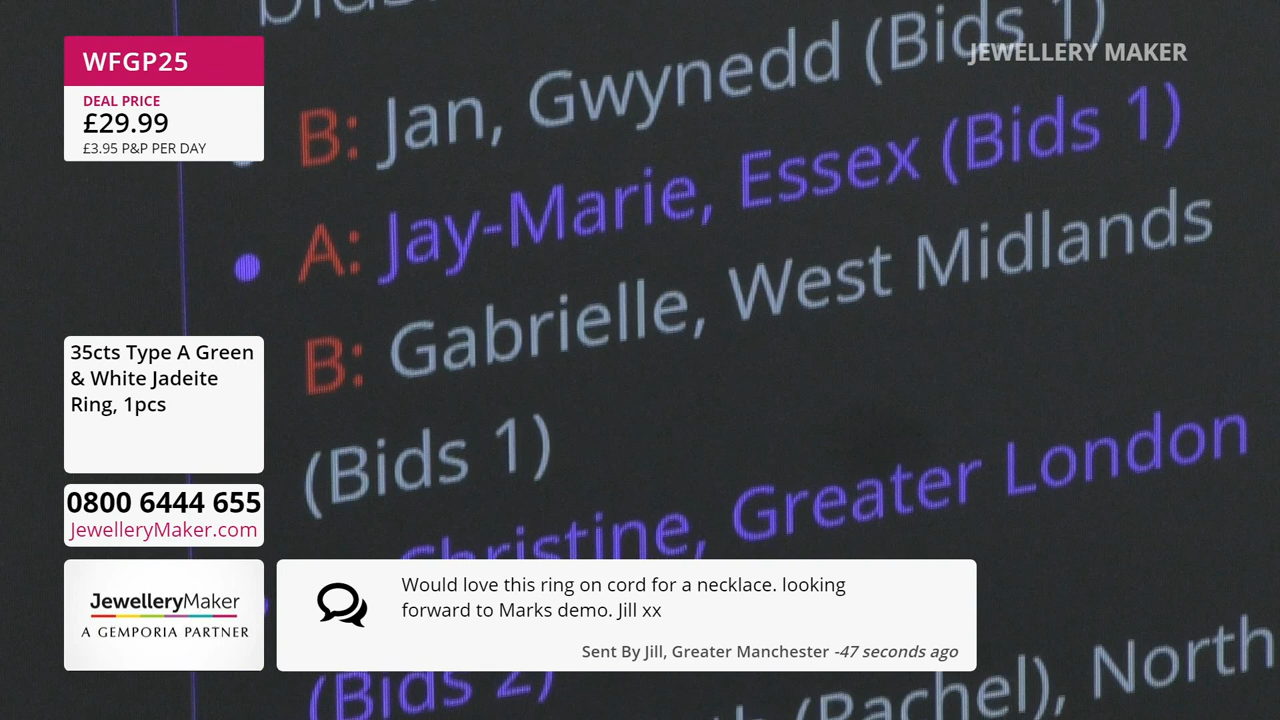 bids.
WFGP25
DEAL PRICE
£29.99
£3.95 P&P PER DAY
JEWELLERY MAKER
B: Jan, Gwynedd (Bids 1)
A: Jay-Marie, Essex (Bids 1)
B: Gabrielle, West Midlands
(Bids 1)
Christine, Greater London
(Bids 2)
(Rachel), North
35cts Type A Green
& White Jadeite
Ring, 1pcs
0800 6444 655
JewelleryMaker.com
JewelleryMaker
A GEMPORIA PARTNER
Would love this ring on cord for a necklace. looking
forward to Marks demo. Jill xx
Sent By Jill, Greater Manchester -47 seconds ago